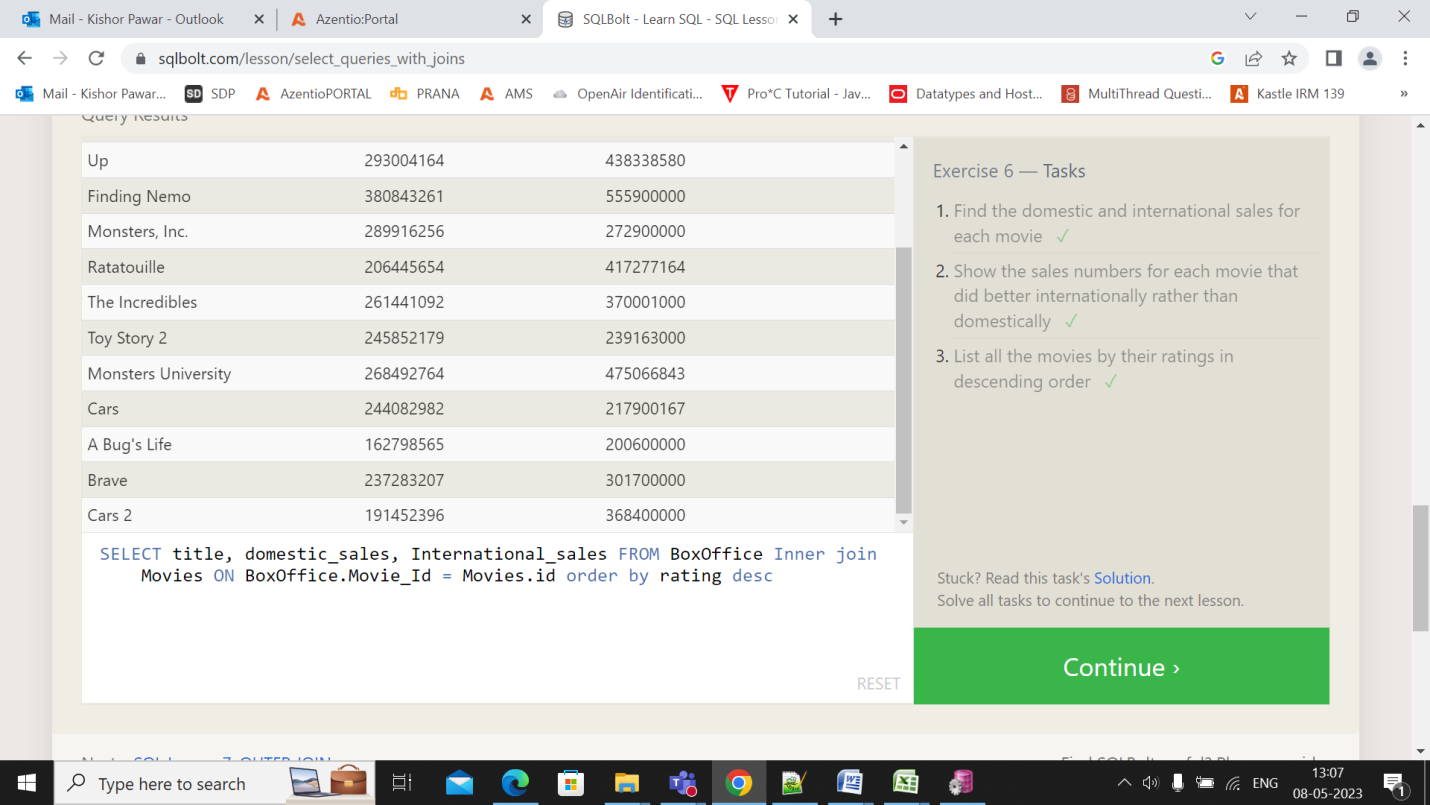 Mail - Kishor Pawar - Outlook
Azentio:Portal
SQLBolt - Learn SQL - SQL Lesson
sqlbolt.com/lesson/select_queries_with_joins
Mail - Kishor Pawar... SDP AzentioPORTAL PRANA AMS OpenAir Identificati... Pro*C Tutorial - Jav... Datatypes and Host... MultiThread Questi... Kastle IRM 139 »
Query Results
Up 293004164 438338580
Finding Nemo 380843261 555900000
Monsters, Inc. 289916256 272900000
Ratatouille 206445654 417277164
The Incredibles 261441092 370001000
Toy Story 2 245852179 239163000
Monsters University 268492764 475066843
Cars 244082982 217900167
A Bug's Life 162798565 200600000
Brave 237283207 301700000
Cars 2 191452396 368400000
SELECT title, domestic_sales, International_sales FROM BoxOffice Inner join
Movies ON BoxOffice.Movie_Id = Movies.id order by rating desc
RESET
Exercise 6 — Tasks
1. Find the domestic and international sales for
each movie ✓
2. Show the sales numbers for each movie that
did better internationally rather than
domestically ✓
3. List all the movies by their ratings in
descending order ✓
Stuck? Read this task's Solution.
Solve all tasks to continue to the next lesson.
Continue ›
Type here to search
ENG
13:07
08-05-2023
1